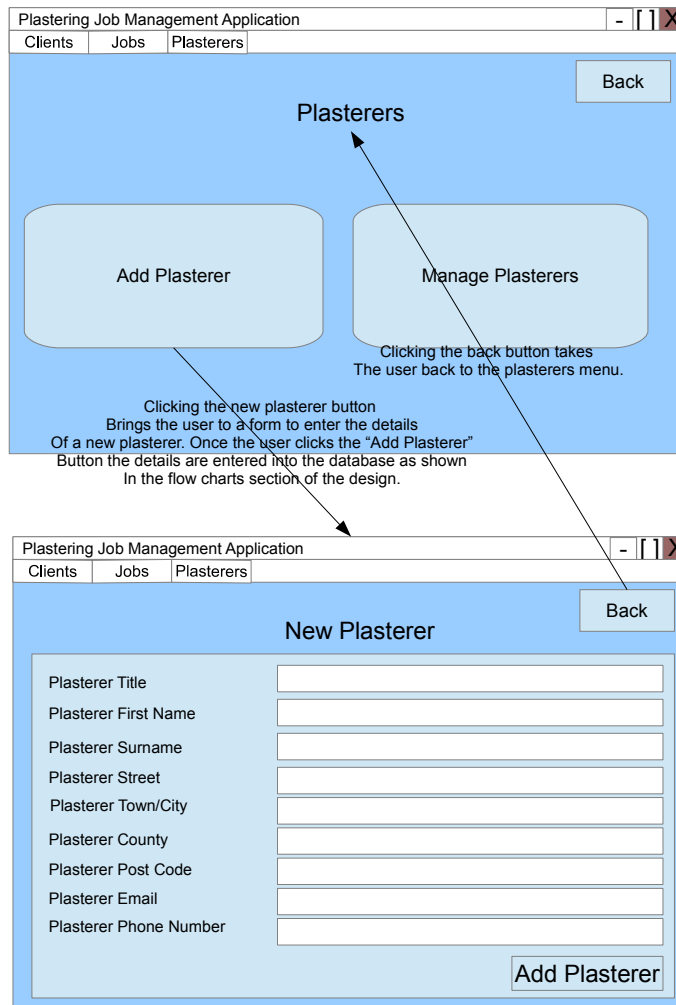 Plastering Job Management Application
- [ ] X
Clients Jobs Plasterers
Back
Plasterers
Add Plasterer
Manage Plasterers
Clicking the back button takes
The user back to the plasterers menu.
Clicking the new plasterer button
Brings the user to a form to enter the details
Of a new plasterer. Once the user clicks the “Add Plasterer”
Button the details are entered into the database as shown
In the flow charts section of the design.
Plastering Job Management Application
- [ ] X
Clients Jobs Plasterers
Back
New Plasterer
Plasterer Title
Plasterer First Name
Plasterer Surname
Plasterer Street
Plasterer Town/City
Plasterer County
Plasterer Post Code
Plasterer Email
Plasterer Phone Number
Add Plasterer